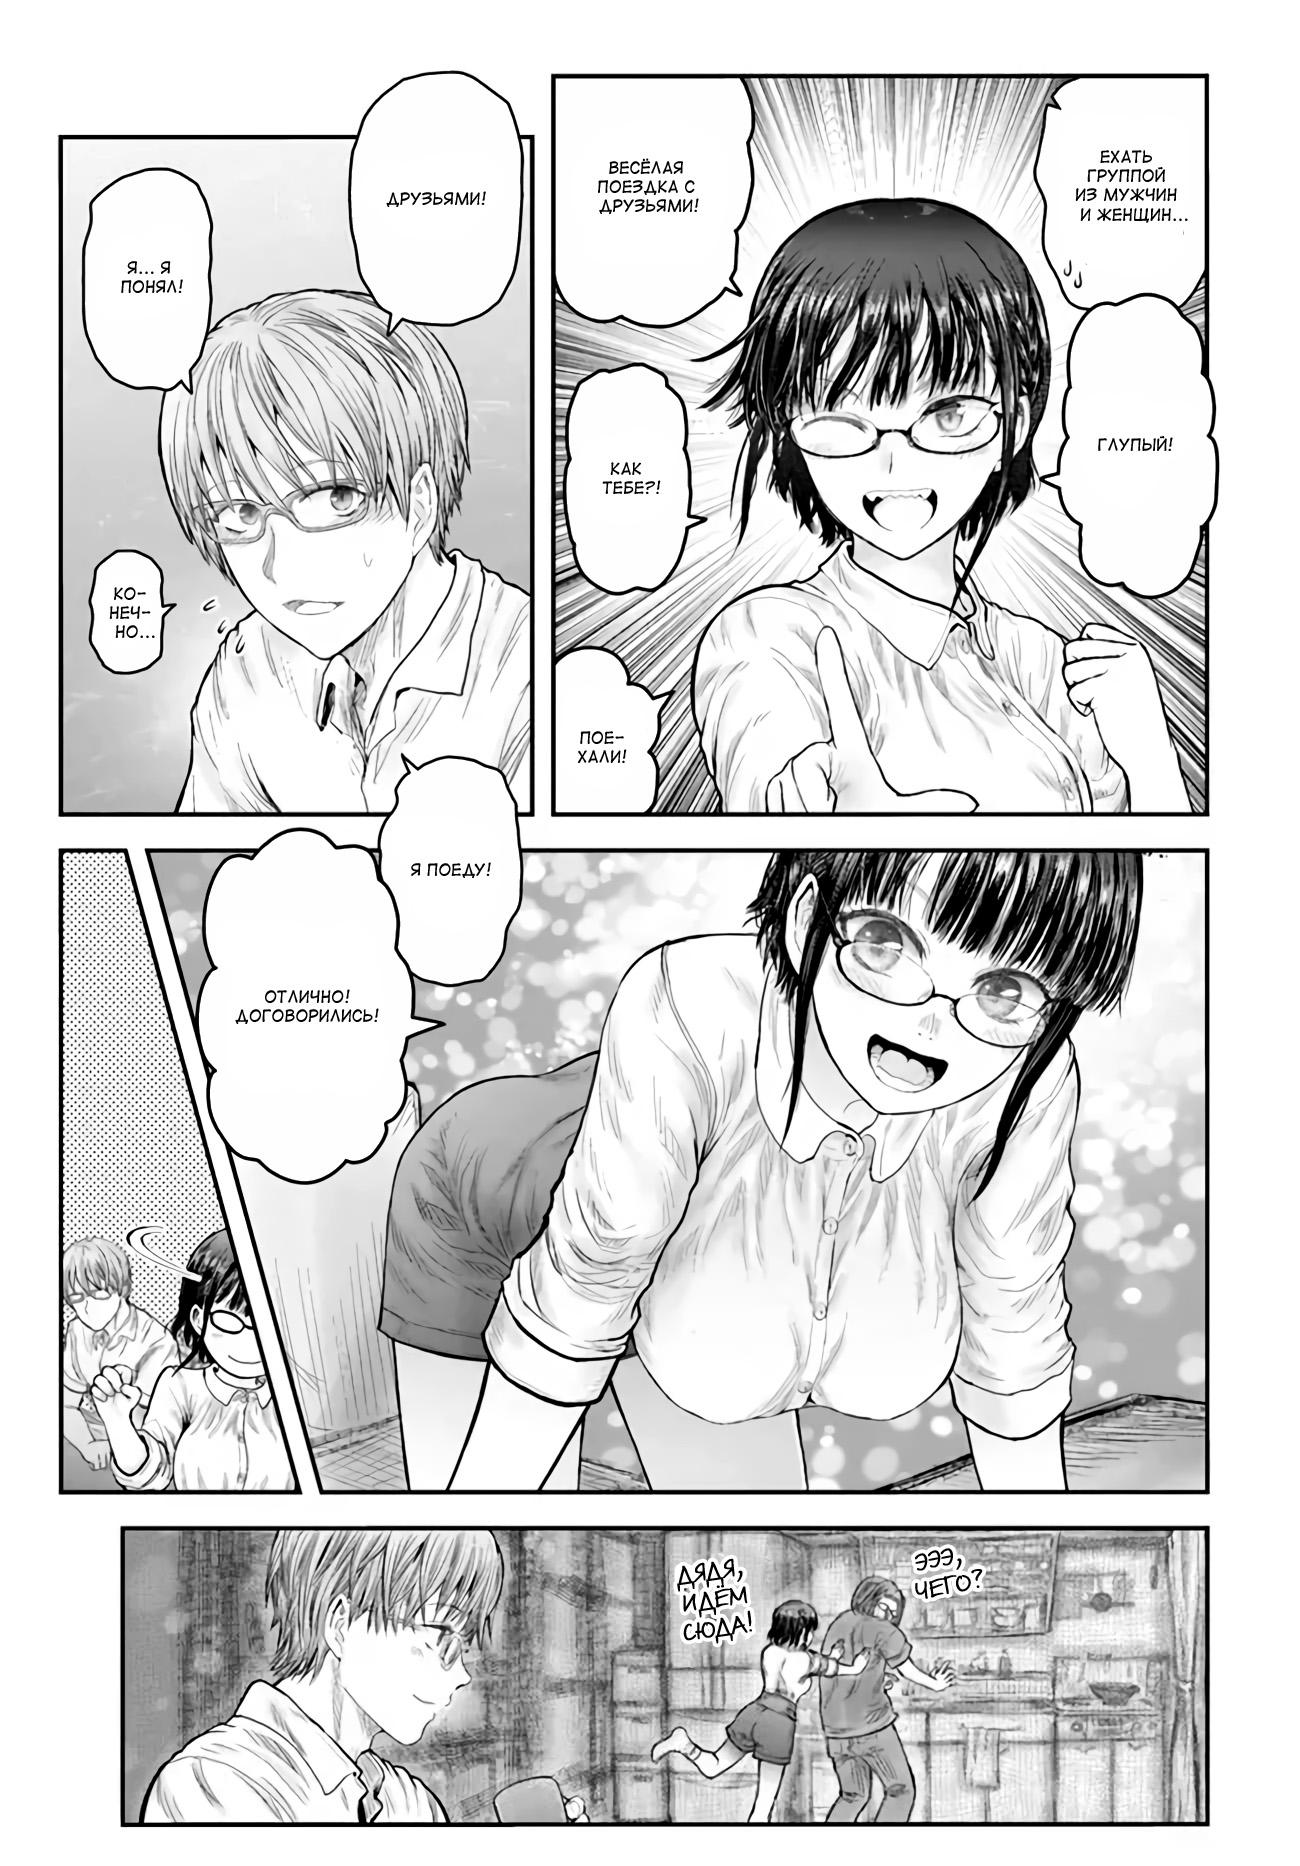 ЕХАТЬ
ГРУППОЙ
ИЗ МУЖЧИН
И ЖЕНЩИН...
ГЛУПЫЙ!
ВЕСЁЛАЯ
ПОЕЗДКА С
ДРУЗЬЯМИ!
КАК
ТЕБЕ?!
ПОЕ-
ХАЛИ!
ДРУЗЬЯМИ!
Я... Я
ПОНЯЛ!
КО-
НЕЧ-
НО...
Я ПОЕДУ!
ОТЛИЧНО!
ДОГОВОРИЛИСЬ!
ЭЭЭ,
ЧЕГО?
ДЯДЯ,
ИДЁМ
СЮДА!